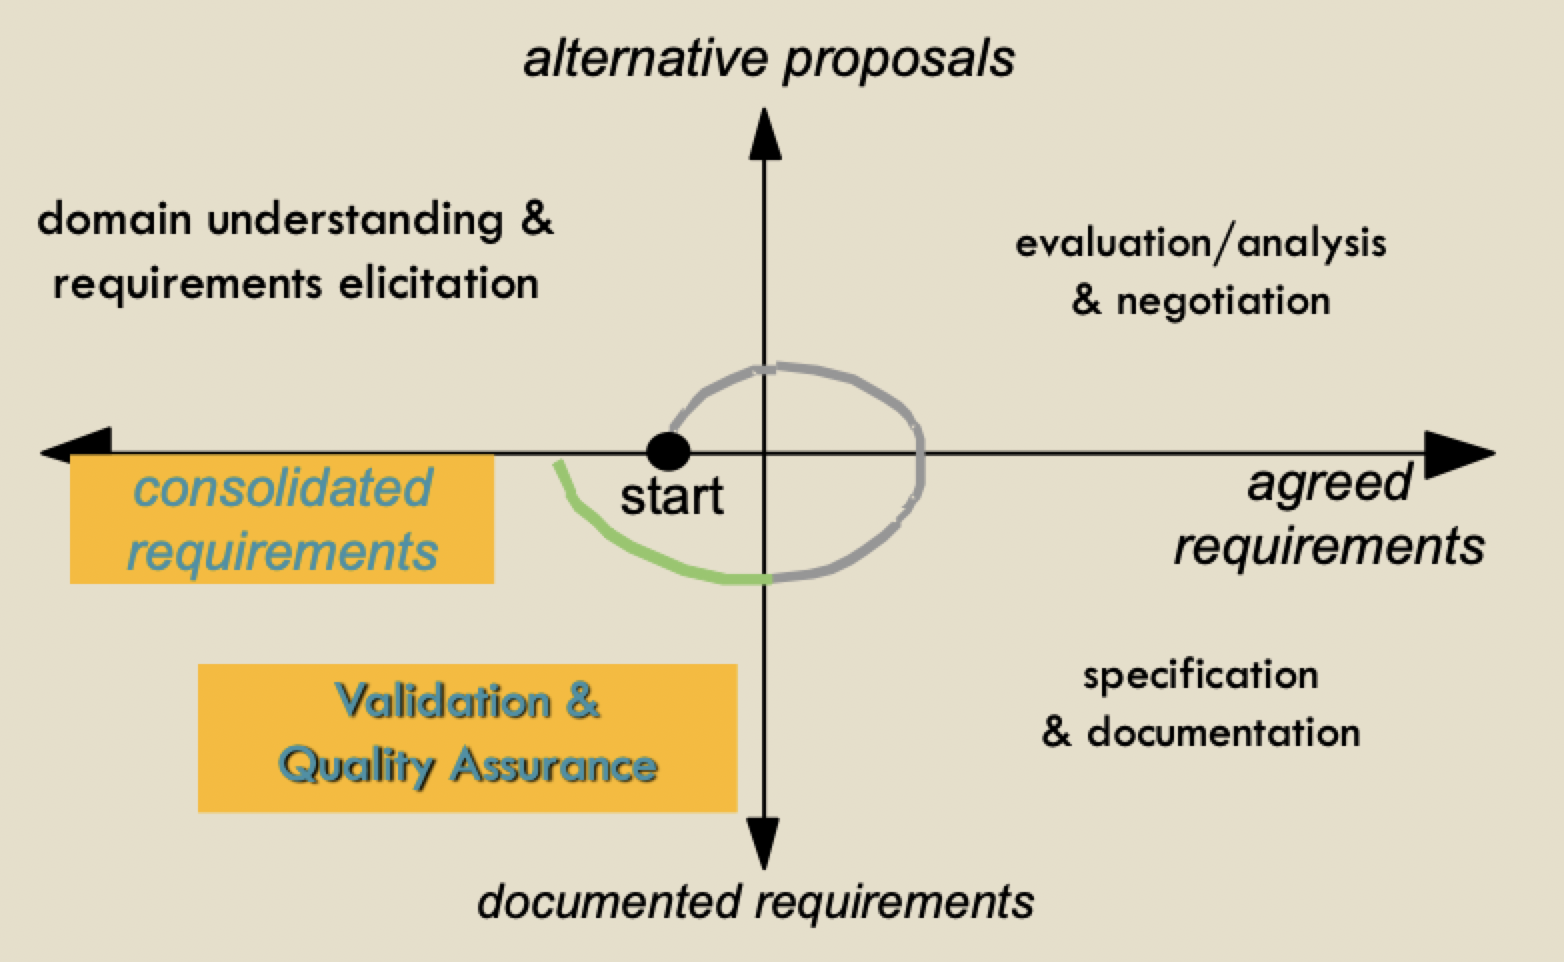 alternative proposals
domain understanding &
requirements elicitation
evaluation/analysis
& negotiation
start
consolidated
requirements
agreed
requirements
Validation &
Quality Assurance
specification
& documentation
documented requirements